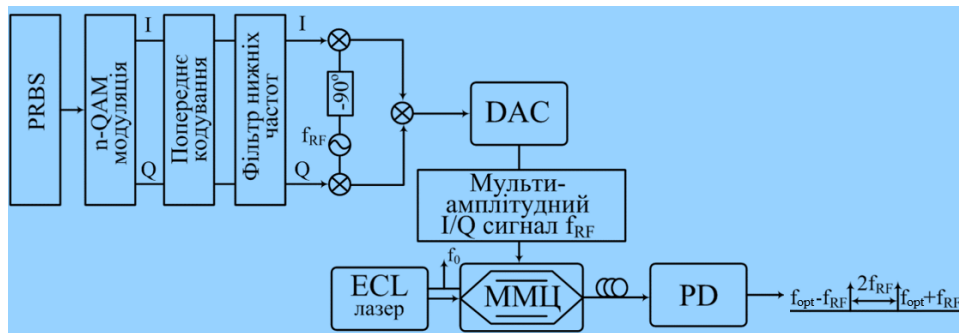 PRBS
n-QAM
модуляція
I
Q
Попереднє
кодування
Фільтр нижніх
частот
I
Q
-90°
fRF
DAC
Мульти-
амплітудний
I/Q сигнал fRF
ECL
лазер
f0
ММЦ
PD
fopt-fRF
2fRF
fopt+fRF